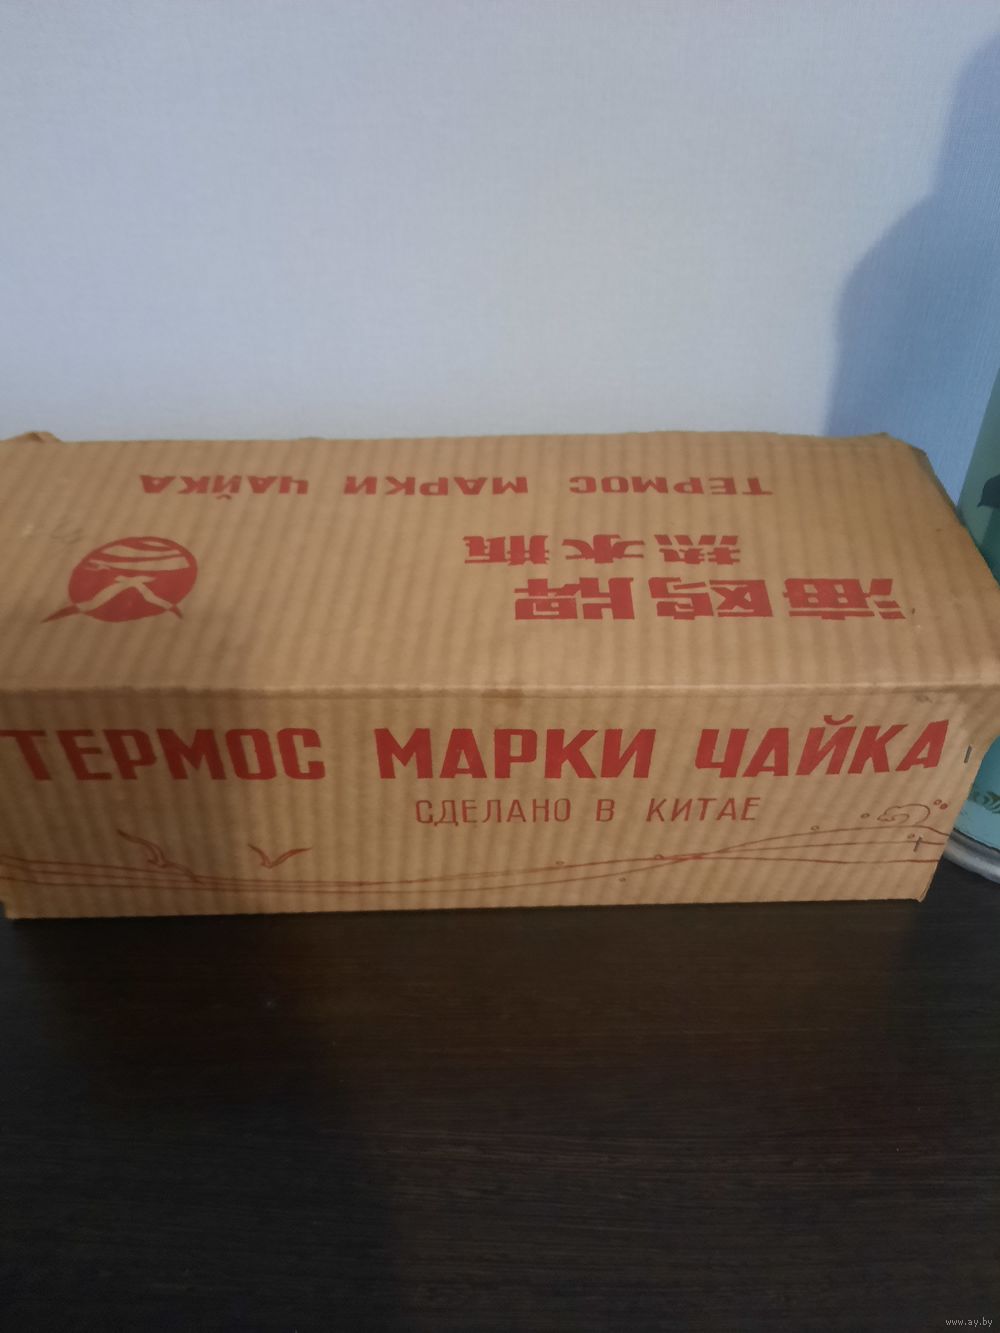 海鸥牌
热水瓶
ТЕРМОС МАРКИ ЧАЙКА
ТЕРМОС МАРКИ ЧАЙКА
СДЕЛАНО В КИТАЕ
www.ay.by